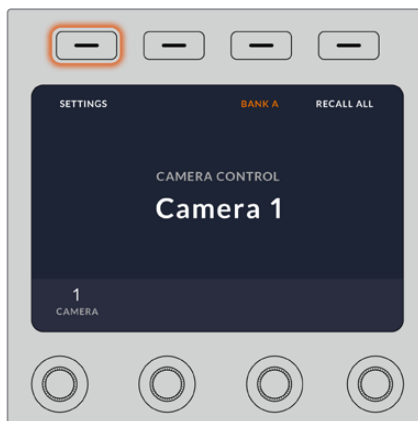 SETTINGS BANK A RECALL ALL
CAMERA CONTROL
Camera 1
1
CAMERA